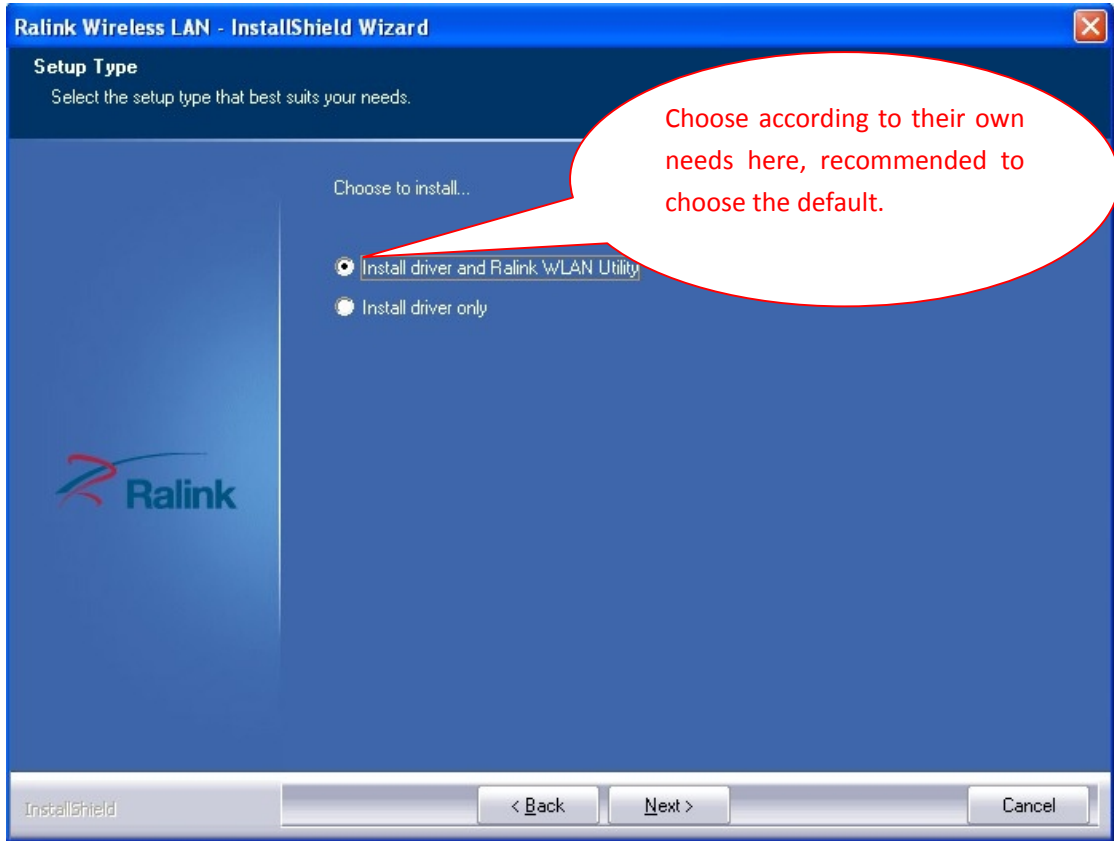 Ralink Wireless LAN - InstallShield Wizard
Setup Type
Select the setup type that best suits your needs.
Choose according to their own
needs here, recommended to
choose the default.
Choose to install...
Install driver and Ralink WLAN Utility
Install driver only
Ralink
InstallShield
< Back
Next >
Cancel